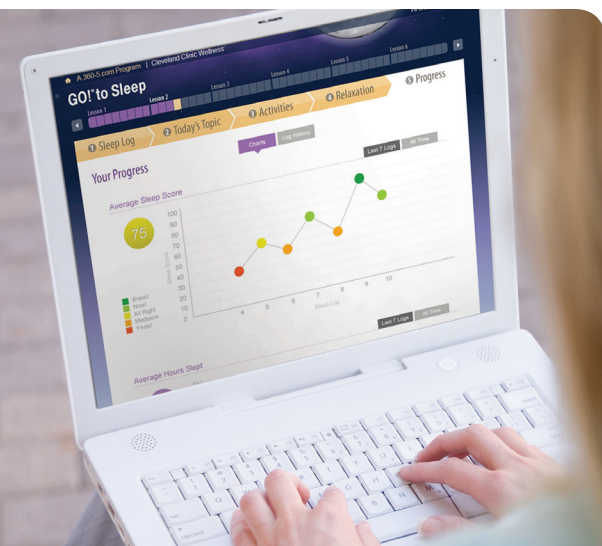 A 360-5.com Program | Cleveland Clinic Wellness
GO!® to Sleep
Lesson 1 Lesson 2 Lesson 3 Lesson 4 Lesson 5 Lesson 6
1 Sleep Log 2 Today's Topic 3 Activities 4 Relaxation 5 Progress
Charts Log History
Your Progress
Last 7 Logs All Time
Average Sleep Score
75
100
90
80
70
60
50
40
30
20
10
0
Sleep Score
4 5 6 7 8 9 10
Sleep Log
Bravo!
Nice!
All Right
Mediocre
Yikes!
Last 7 Logs All Time
Average Hours Slept